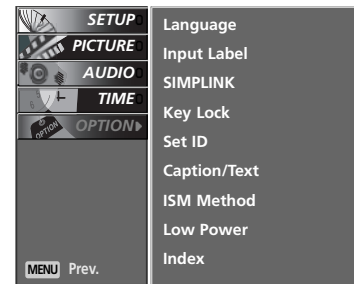 SETUP
PICTURE
AUDIO
TIME
OPTION
MENU Prev.
Language
Input Label
SIMPLINK
Key Lock
Set ID
Caption/Text
ISM Method
Low Power
Index